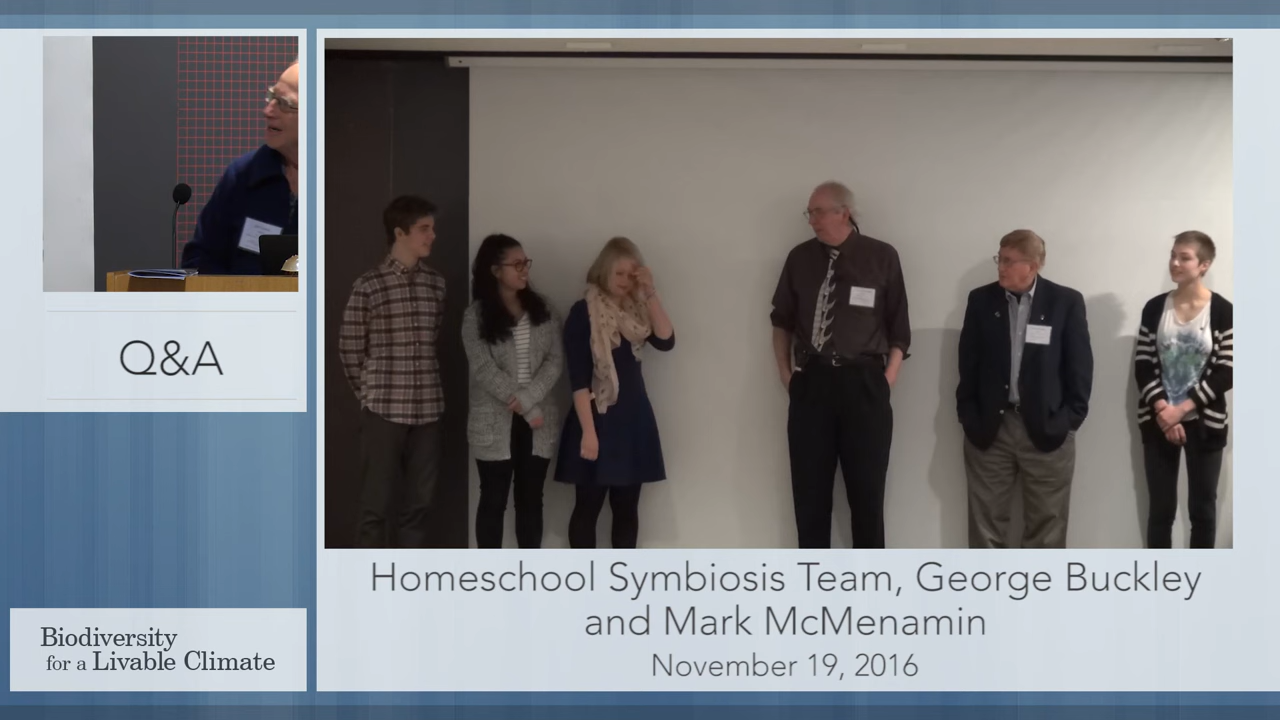 Q&A
Homeschool Symbiosis Team, George Buckley
and Mark McMenamin
November 19, 2016
Biodiversity
for a Livable Climate